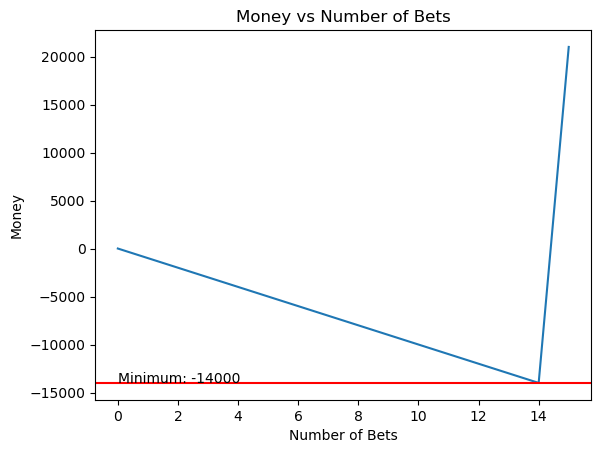 Money vs Number of Bets
20000
15000
10000
5000
0
−5000
−10000
−15000
Money
Minimum: -14000
0 2 4 6 8 10 12 14
Number of Bets